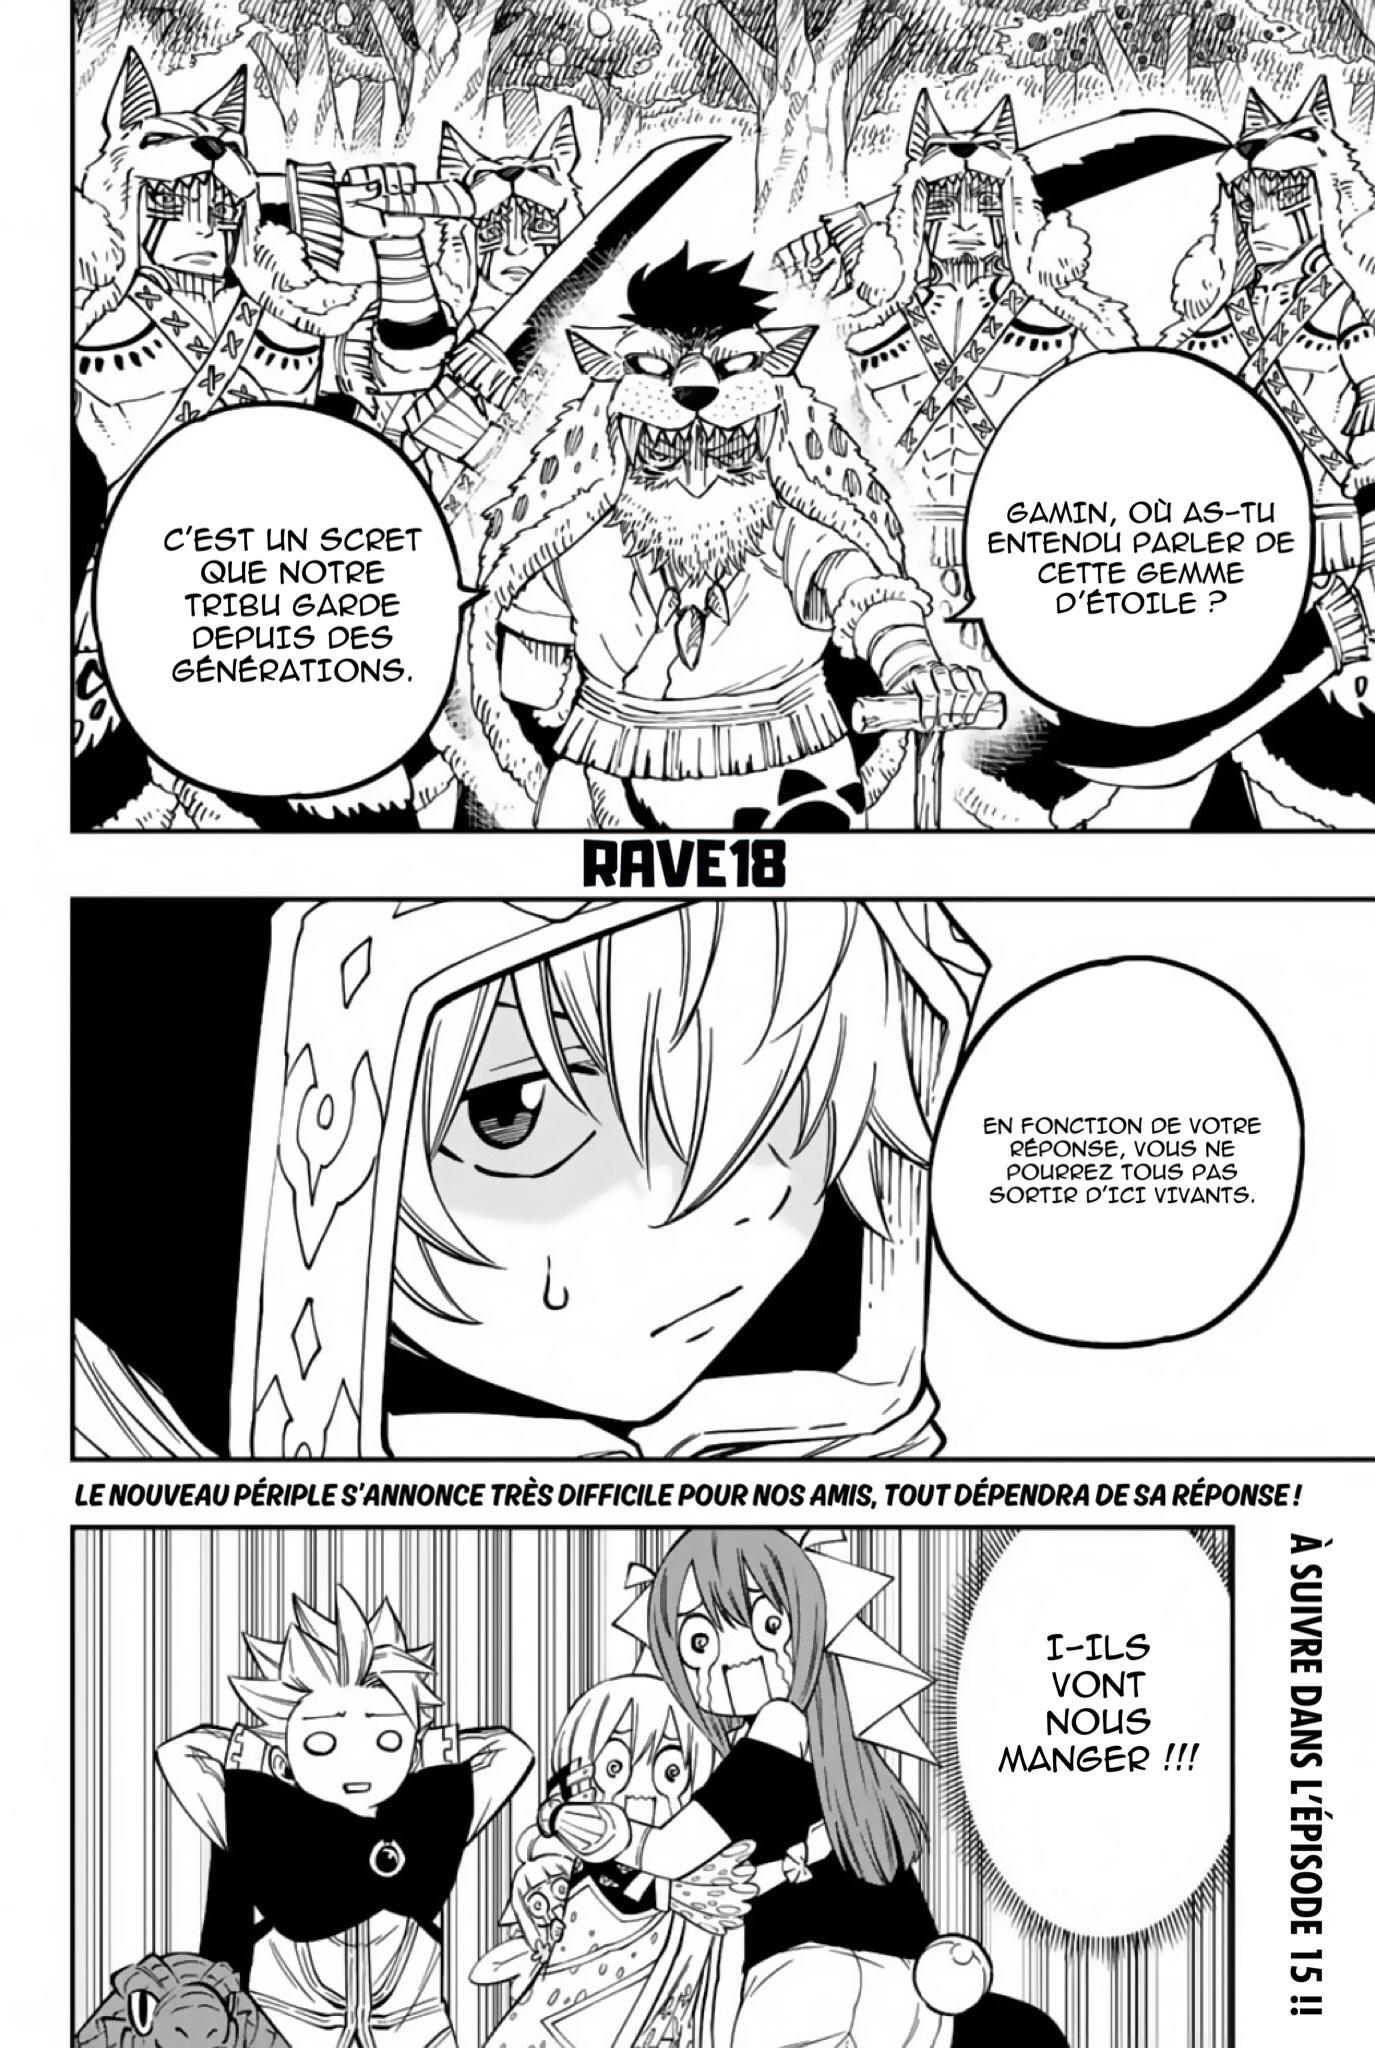 GAMIN, OÙ AS-TU
ENTENDU PARLER DE
CETTE GEMME
D'ÉTOILE ?
C'EST UN SCRET
QUE NOTRE
TRIBU GARDE
DEPUIS DES
GÉNÉRATIONS.
RAVE18
EN FONCTION DE VOTRE
RÉPONSE, VOUS NE
POURREZ TOUS PAS
SORTIR D'ICI VIVANTS.
LE NOUVEAU PÉRIPLE S'ANNONCE TRÈS DIFFICILE POUR NOS AMIS, TOUT DÉPENDRA DE SA RÉPONSE !
I-ILS
VONT
NOUS
MANGER !!!
À SUIVRE DANS L'ÉPISODE 15 !!